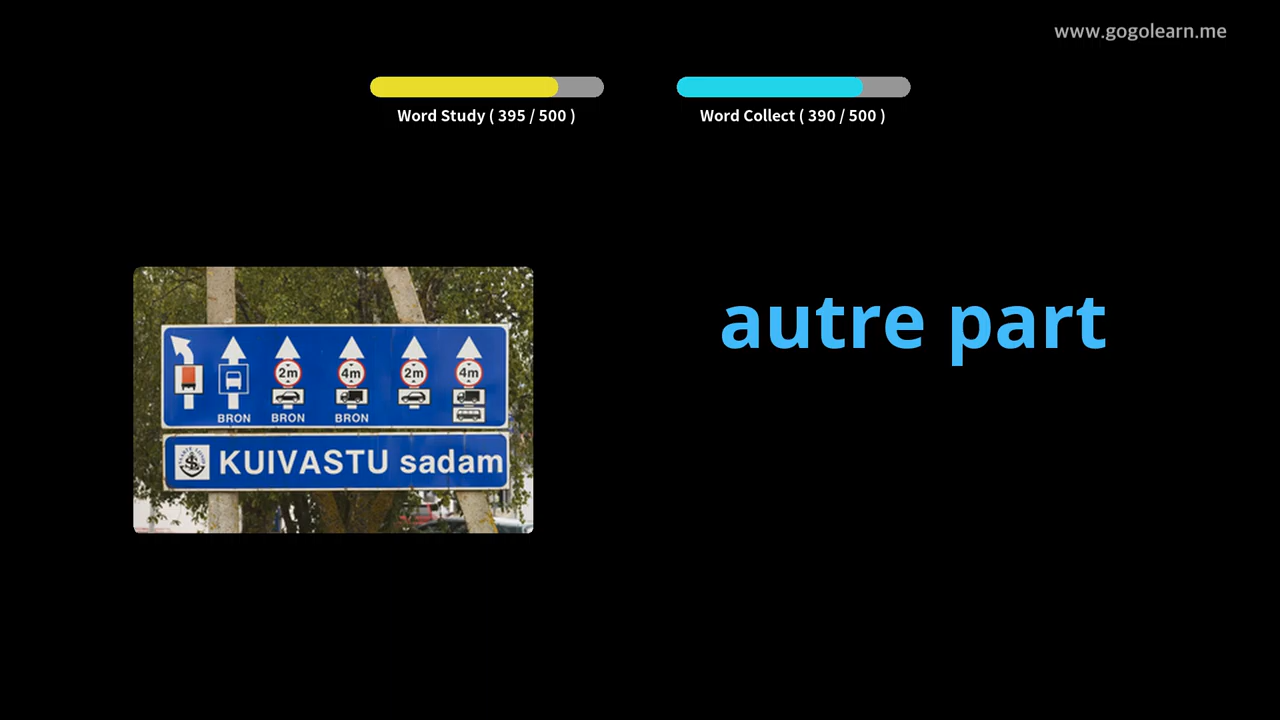 www.gogolearn.me
Word Study ( 395 / 500 )
Word Collect ( 390 / 500 )
autre part
2m 4m 2m 4m
BRON BRON BRON
KUIVASTU sadam